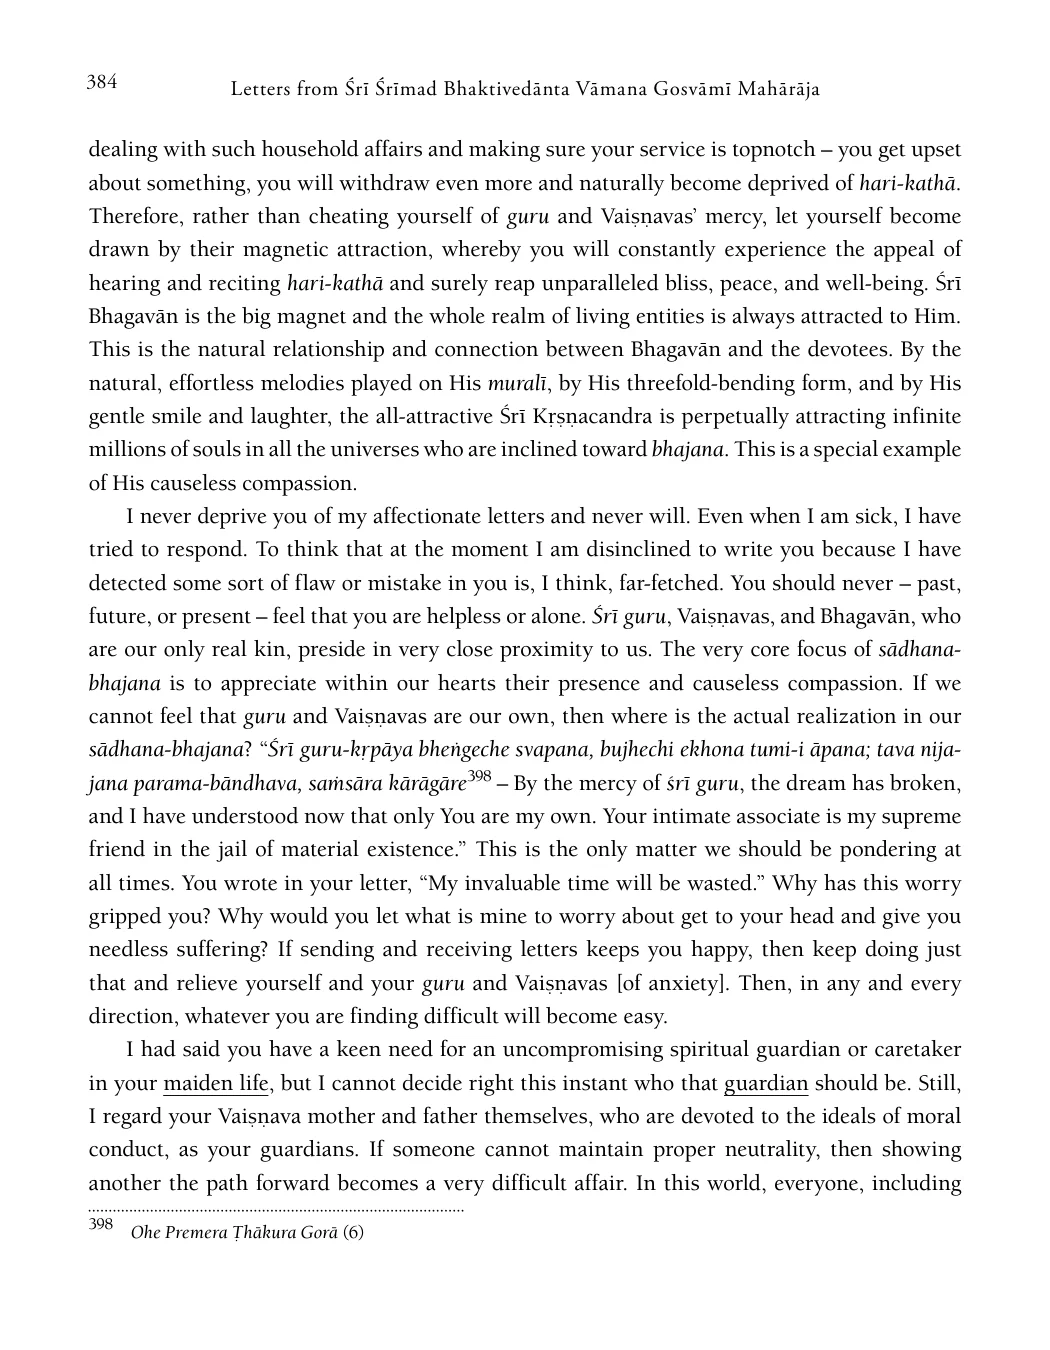 384
Letters from Śrī Śrīmad Bhaktivedānta Vāmana Gosvāmī Mahārāja
dealing with such household affairs and making sure your service is topnotch – you get upset
about something, you will withdraw even more and naturally become deprived of hari-kathā.
Therefore, rather than cheating yourself of guru and Vaiṣṇavas’ mercy, let yourself become
drawn by their magnetic attraction, whereby you will constantly experience the appeal of
hearing and reciting hari-kathā and surely reap unparalleled bliss, peace, and well-being. Śrī
Bhagavān is the big magnet and the whole realm of living entities is always attracted to Him.
This is the natural relationship and connection between Bhagavān and the devotees. By the
natural, effortless melodies played on His muralī, by His threefold-bending form, and by His
gentle smile and laughter, the all-attractive Śrī Kṛṣṇacandra is perpetually attracting infinite
millions of souls in all the universes who are inclined toward bhajana. This is a special example
of His causeless compassion.
I never deprive you of my affectionate letters and never will. Even when I am sick, I have
tried to respond. To think that at the moment I am disinclined to write you because I have
detected some sort of flaw or mistake in you is, I think, far-fetched. You should never – past,
future, or present – feel that you are helpless or alone. Śrī guru, Vaiṣṇavas, and Bhagavān, who
are our only real kin, preside in very close proximity to us. The very core focus of sādhana-
bhajana is to appreciate within our hearts their presence and causeless compassion. If we
cannot feel that guru and Vaiṣṇavas are our own, then where is the actual realization in our
sādhana-bhajana? “Śrī guru-kṛpāya bheṅgeche svapana, bujhechi ekhona tumi-i āpana; tava nija-
jana parama-bāndhava, saṁsāra kārāgāre398 – By the mercy of śrī guru, the dream has broken,
and I have understood now that only You are my own. Your intimate associate is my supreme
friend in the jail of material existence.” This is the only matter we should be pondering at
all times. You wrote in your letter, “My invaluable time will be wasted.” Why has this worry
gripped you? Why would you let what is mine to worry about get to your head and give you
needless suffering? If sending and receiving letters keeps you happy, then keep doing just
that and relieve yourself and your guru and Vaiṣṇavas [of anxiety]. Then, in any and every
direction, whatever you are finding difficult will become easy.
I had said you have a keen need for an uncompromising spiritual guardian or caretaker
in your maiden life, but I cannot decide right this instant who that guardian should be. Still,
I regard your Vaiṣṇava mother and father themselves, who are devoted to the ideals of moral
conduct, as your guardians. If someone cannot maintain proper neutrality, then showing
another the path forward becomes a very difficult affair. In this world, everyone, including
398 Ohe Premera Ṭhākura Gorā (6)